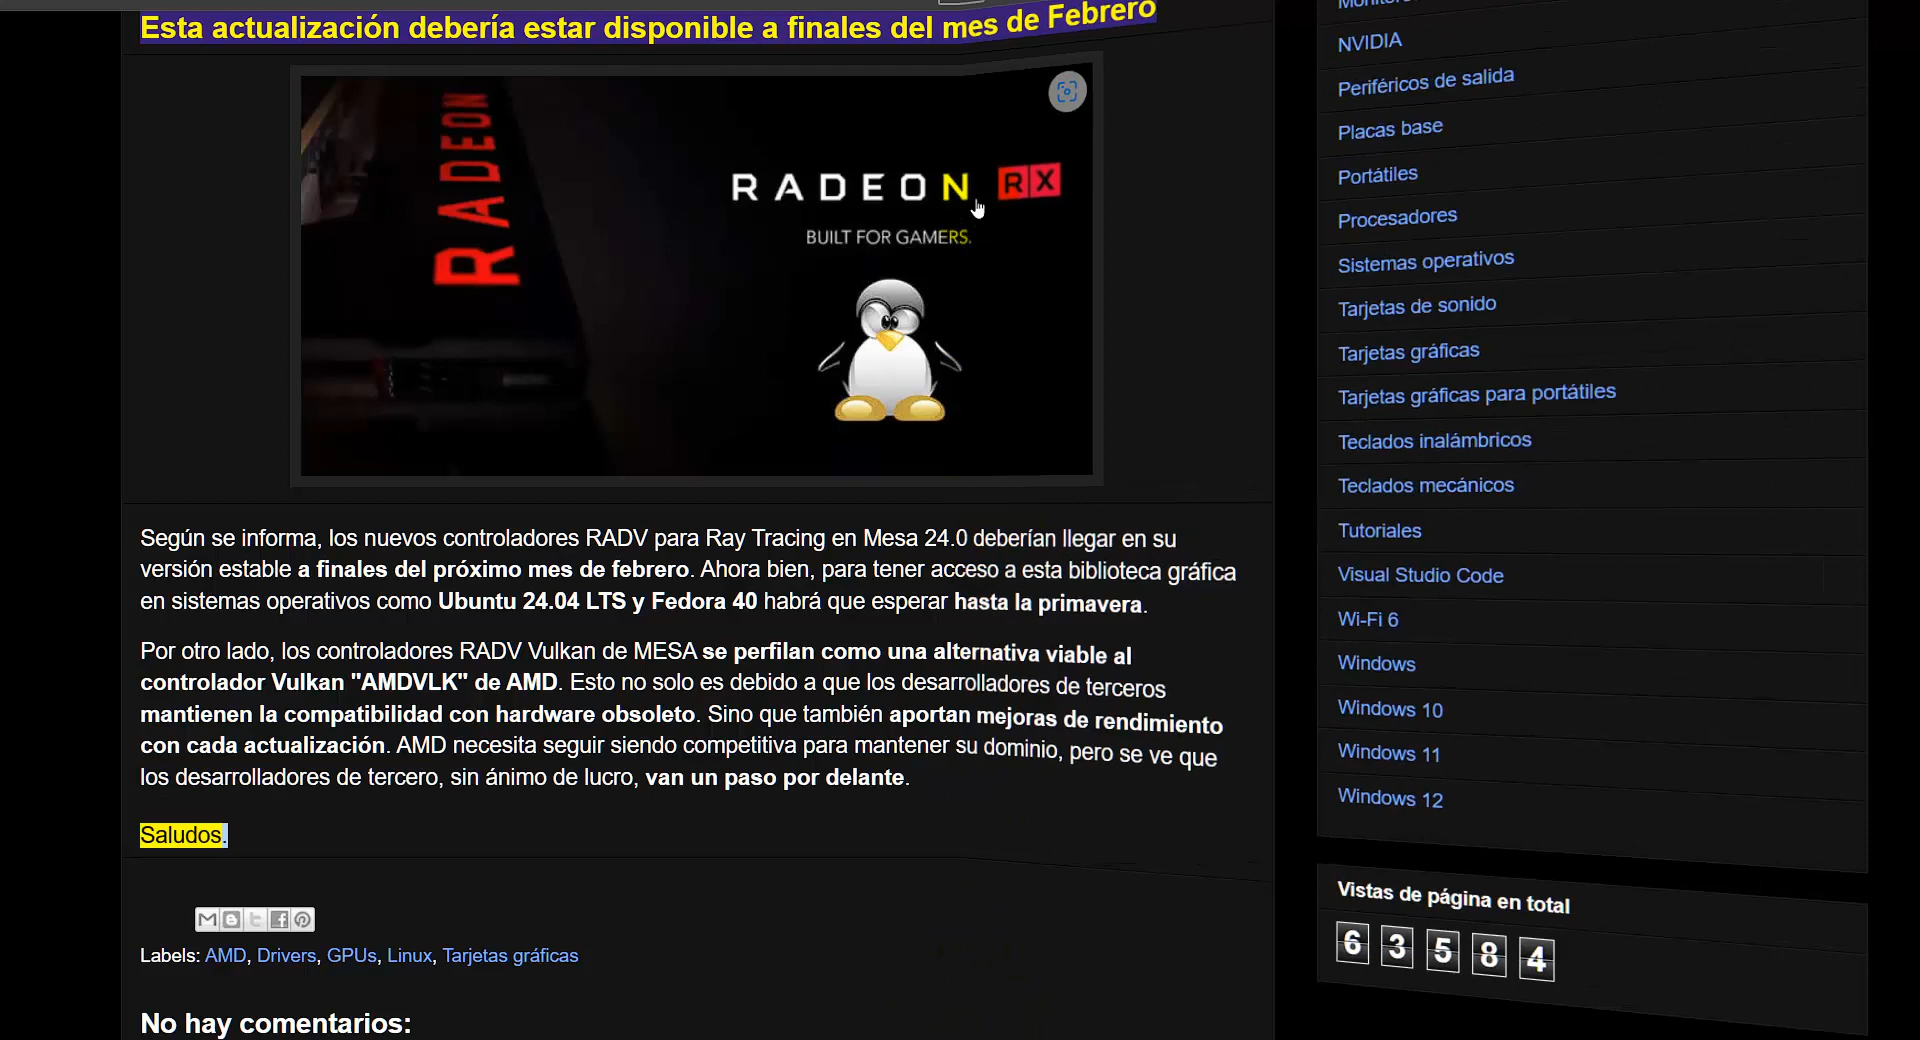 Esta actualización debería estar disponible a finales del mes de Febrero
RADEON
RADEON RX
BUILT FOR GAMERS.
Según se informa, los nuevos controladores RADV para Ray Tracing en Mesa 24.0 deberían llegar en su
versión estable a finales del próximo mes de febrero. Ahora bien, para tener acceso a esta biblioteca gráfica
en sistemas operativos como Ubuntu 24.04 LTS y Fedora 40 habrá que esperar hasta la primavera.
Por otro lado, los controladores RADV Vulkan de MESA se perfilan como una alternativa viable al
controlador Vulkan "AMDVLK" de AMD. Esto no solo es debido a que los desarrolladores de terceros
mantienen la compatibilidad con hardware obsoleto. Sino que también aportan mejoras de rendimiento
con cada actualización. AMD necesita seguir siendo competitiva para mantener su dominio, pero se ve que
los desarrolladores de tercero, sin ánimo de lucro, van un paso por delante.
Saludos.
Labels: AMD, Drivers, GPUs, Linux, Tarjetas gráficas
No hay comentarios:
NVIDIA
Periféricos de salida
Placas base
Portátiles
Procesadores
Sistemas operativos
Tarjetas de sonido
Tarjetas gráficas
Tarjetas gráficas para portátiles
Teclados inalámbricos
Teclados mecánicos
Tutoriales
Visual Studio Code
Wi-Fi 6
Windows
Windows 10
Windows 11
Windows 12
Vistas de página en total
6 3 5 8 4